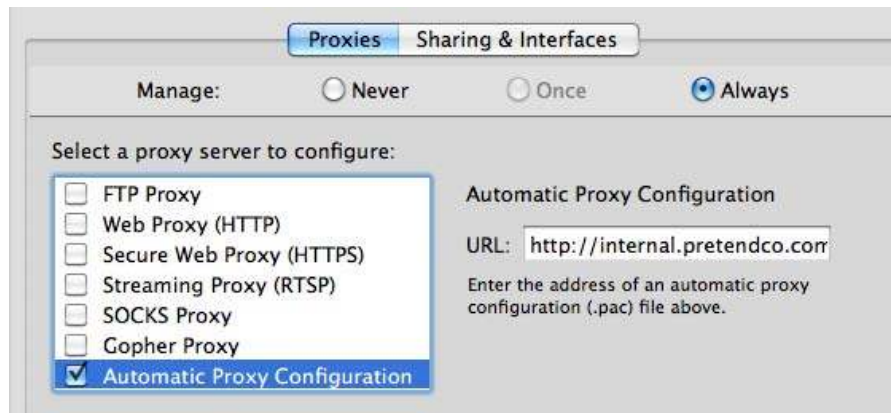 Proxies Sharing & Interfaces
Manage: Never Once Always
Select a proxy server to configure:
FTP Proxy
Web Proxy (HTTP)
Secure Web Proxy (HTTPS)
Streaming Proxy (RTSP)
SOCKS Proxy
Gopher Proxy
Automatic Proxy Configuration
Automatic Proxy Configuration
URL: http://internal.pretendco.com
Enter the address of an automatic proxy
configuration (.pac) file above.